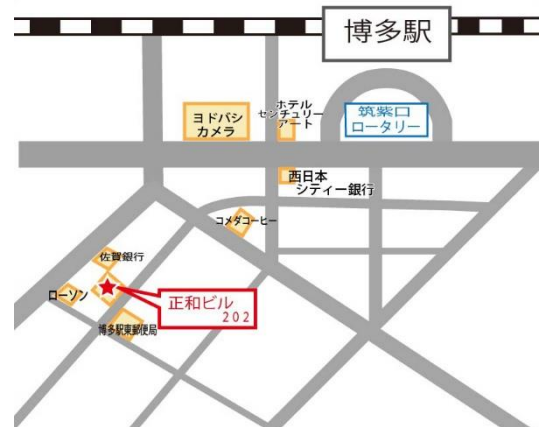 博多駅
ホテル
センチュリー
アート
ヨドバシ
カメラ
筑紫口
ロータリー
西日本
シティー銀行
コメダコーヒー
佐賀銀行
ローソン
正和ビル
202
博多駅東郵便局